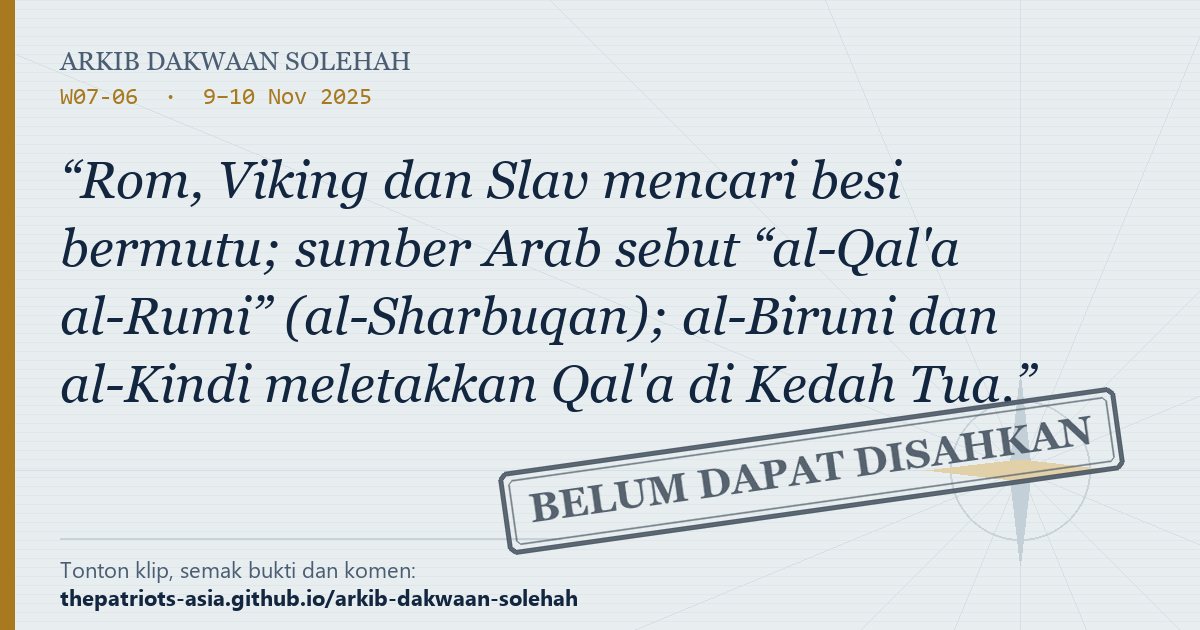 ARKIB DAKWAAN SOLEHAH
W07-06 · 9–10 Nov 2025
“Rom, Viking dan Slav mencari besi
bermutu; sumber Arab sebut “al-Qal'a
al-Rumi” (al-Sharbuqan); al-Biruni dan
al-Kindi meletakkan Qal'a di Kedah Tua.”
BELUM DAPAT DISAHKAN
Tonton klip, semak bukti dan komen:
thepatriots-asia.github.io/arkib-dakwaan-solehah